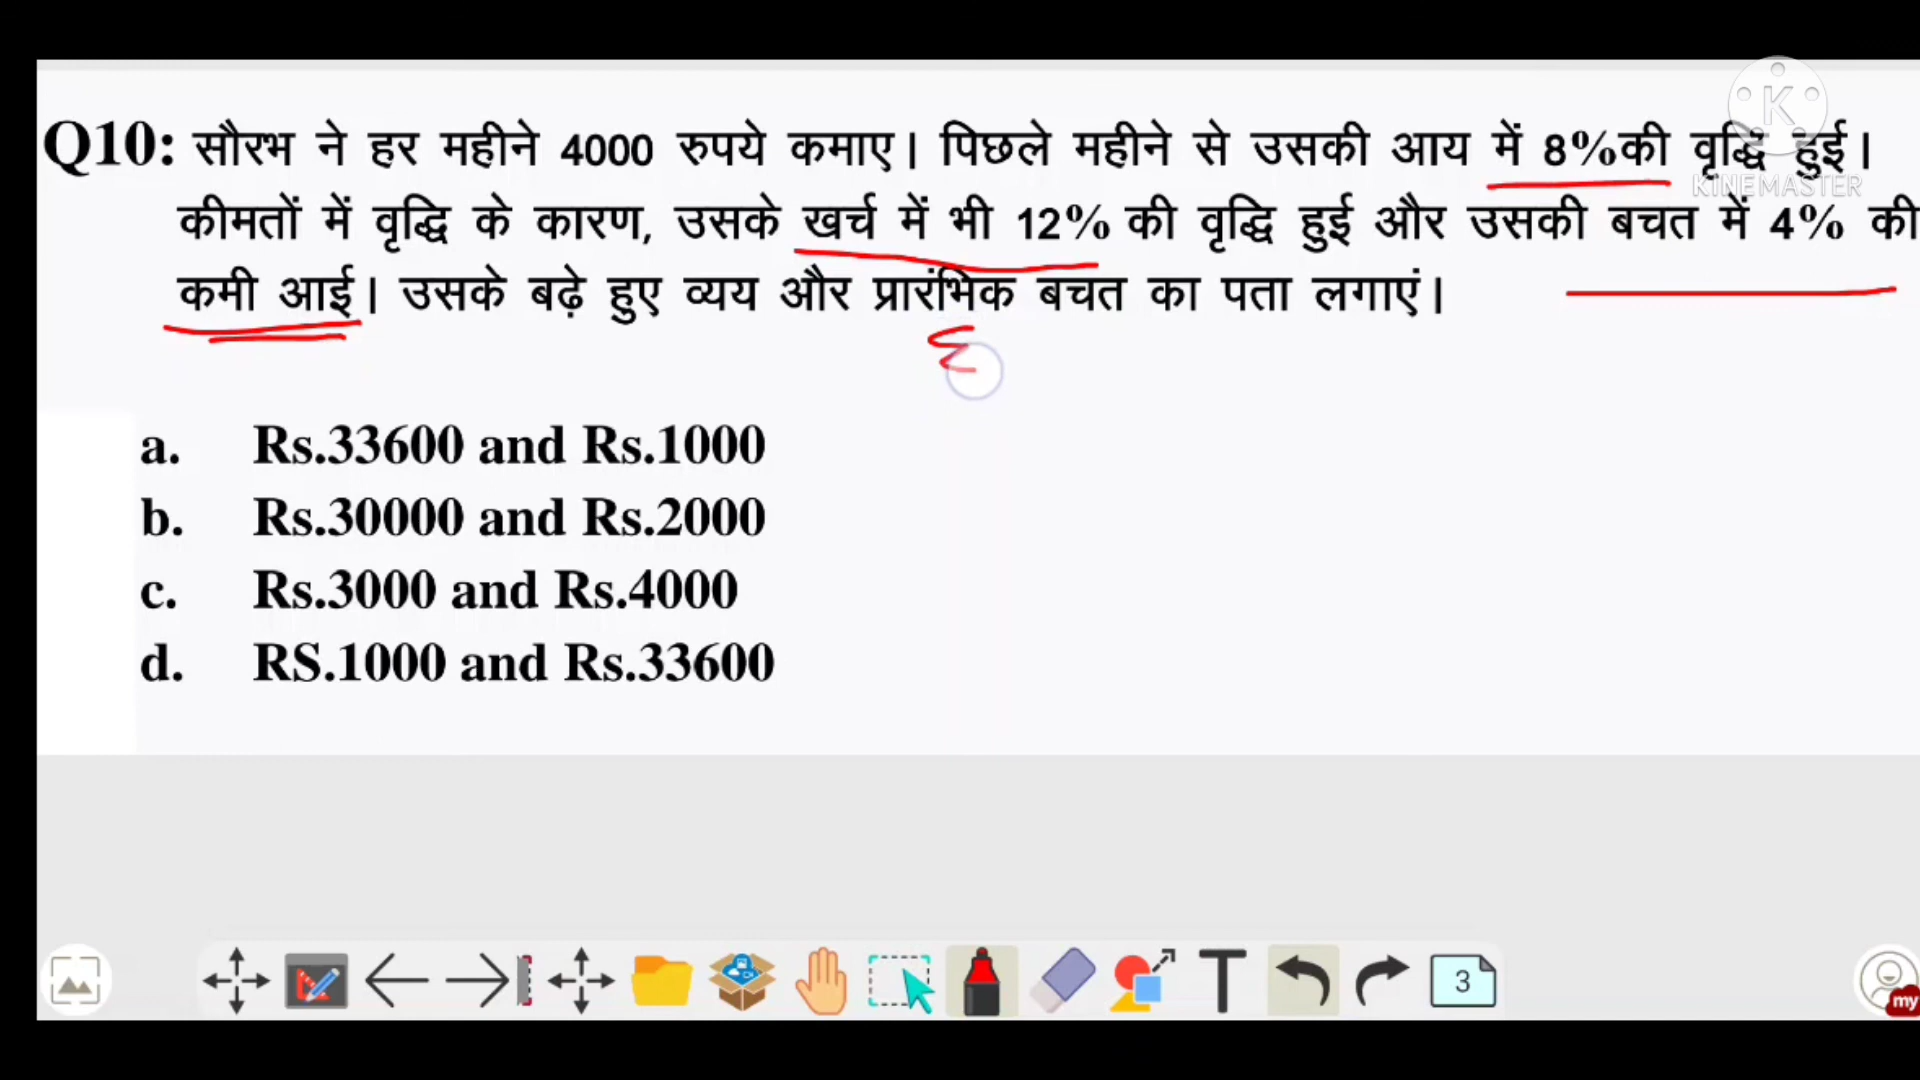 Q10: सौरभ ने हर महीने 4000 रुपये कमाए। पिछले महीने से उसकी आय में 8%की वृद्धि हुई।
कीमतों में वृद्धि के कारण, उसके खर्च में भी 12% की वृद्धि हुई और उसकी बचत में 4% की
कमी आई। उसके बढ़े हुए व्यय और प्रारंभिक बचत का पता लगाएं।
a. Rs.33600 and Rs.1000
b. Rs.30000 and Rs.2000
c. Rs.3000 and Rs.4000
d. RS.1000 and Rs.33600
K
KINEMASTER
T
3
my